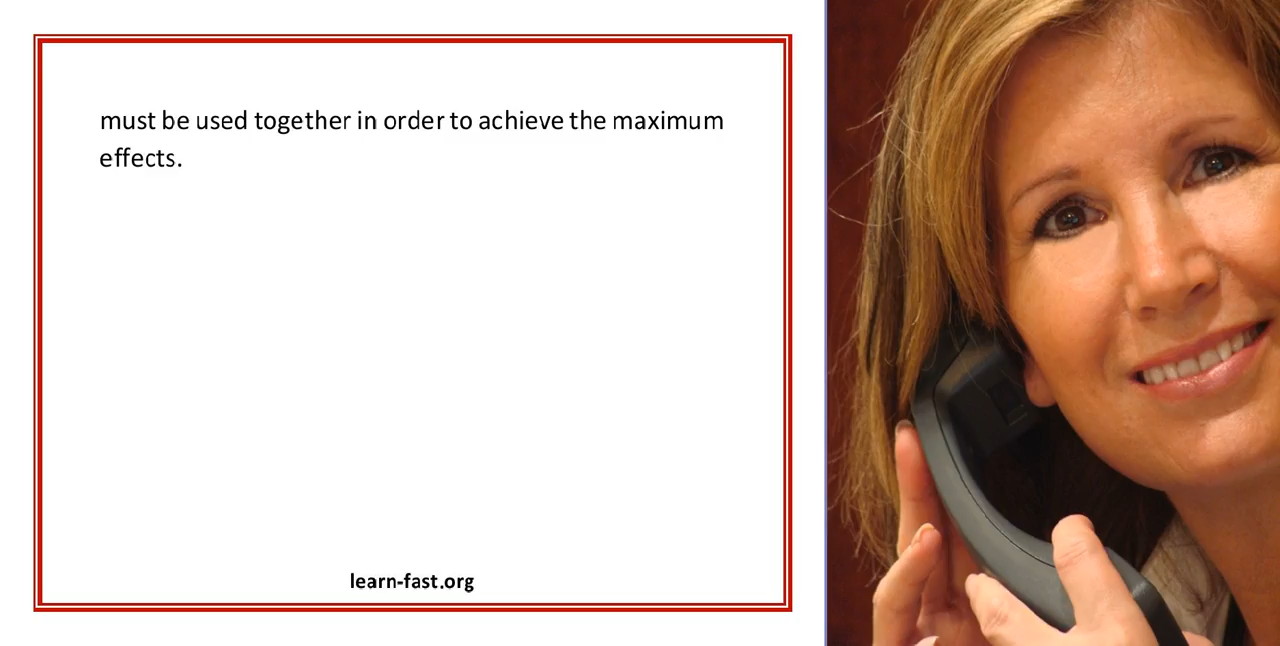 must be used together in order to achieve the maximum
effects.
learn-fast.org